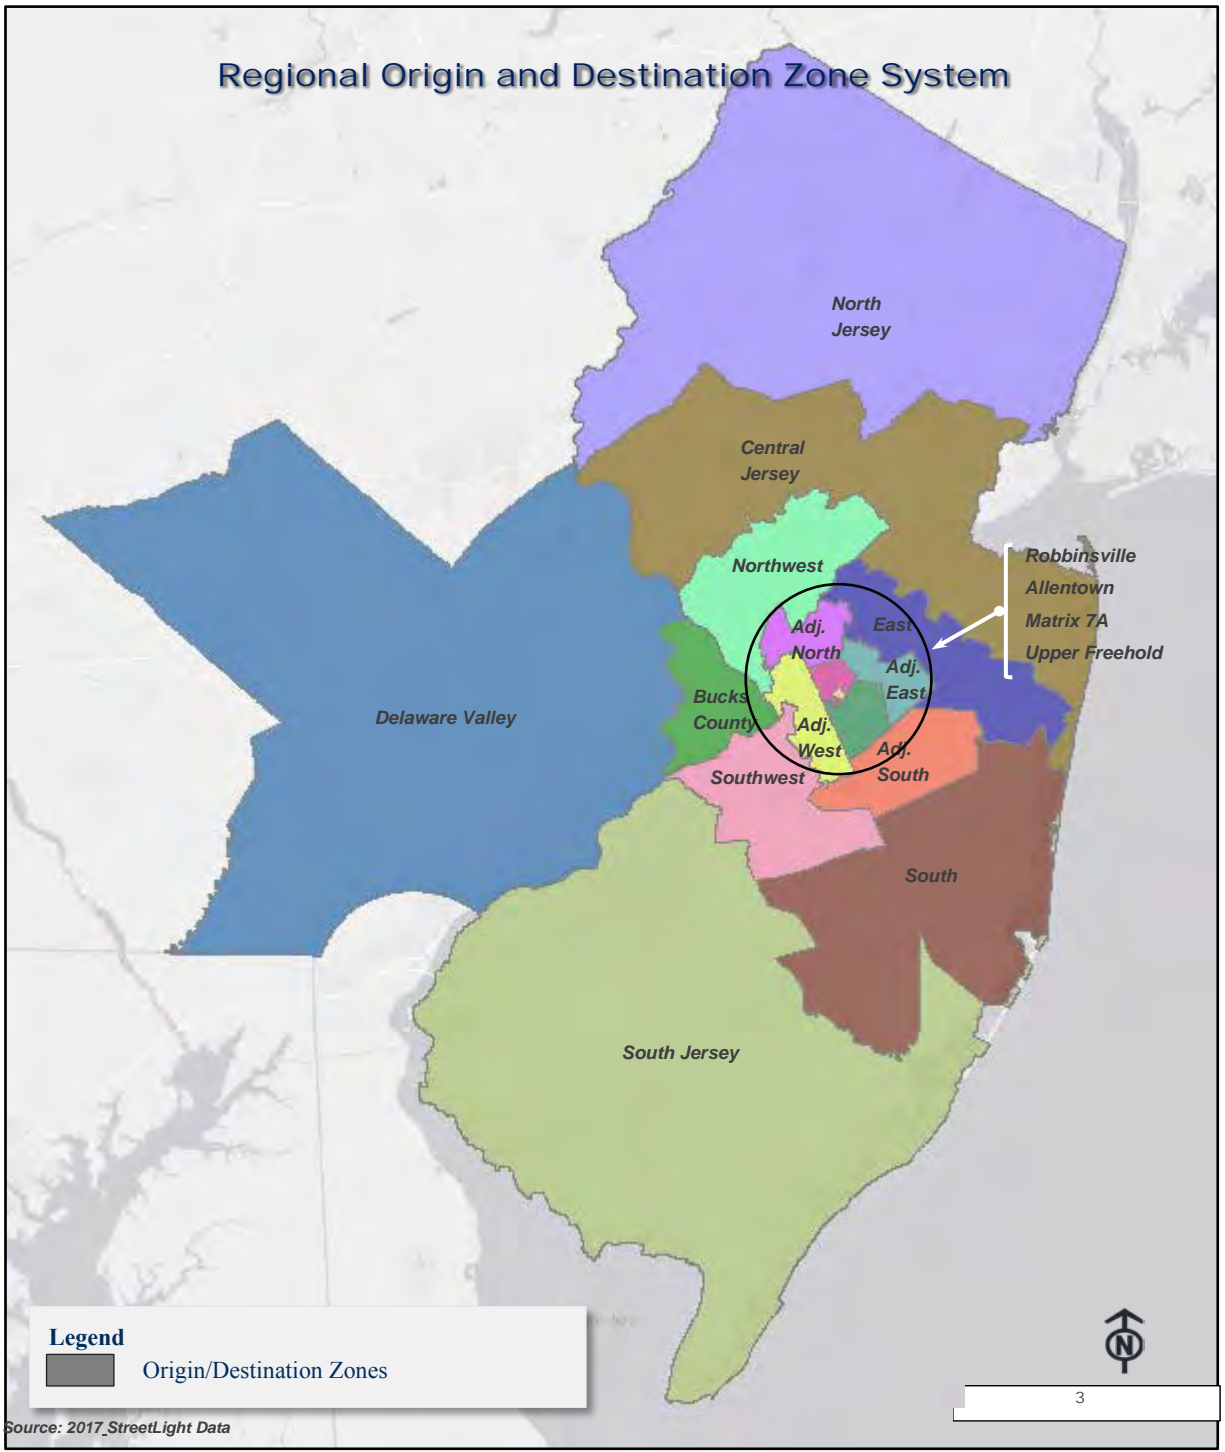 Regional Origin and Destination Zone System
North
Jersey
Central
Jersey
Northwest
Robbinsville
Allentown
Matrix 7A
Upper Freehold
Adj.
North
East
Adj.
East
Bucks
County
Delaware Valley
Adj.
West
Adj.
South
Southwest
South
South Jersey
Legend
Origin/Destination Zones
N
3
Source: 2017 StreetLight Data